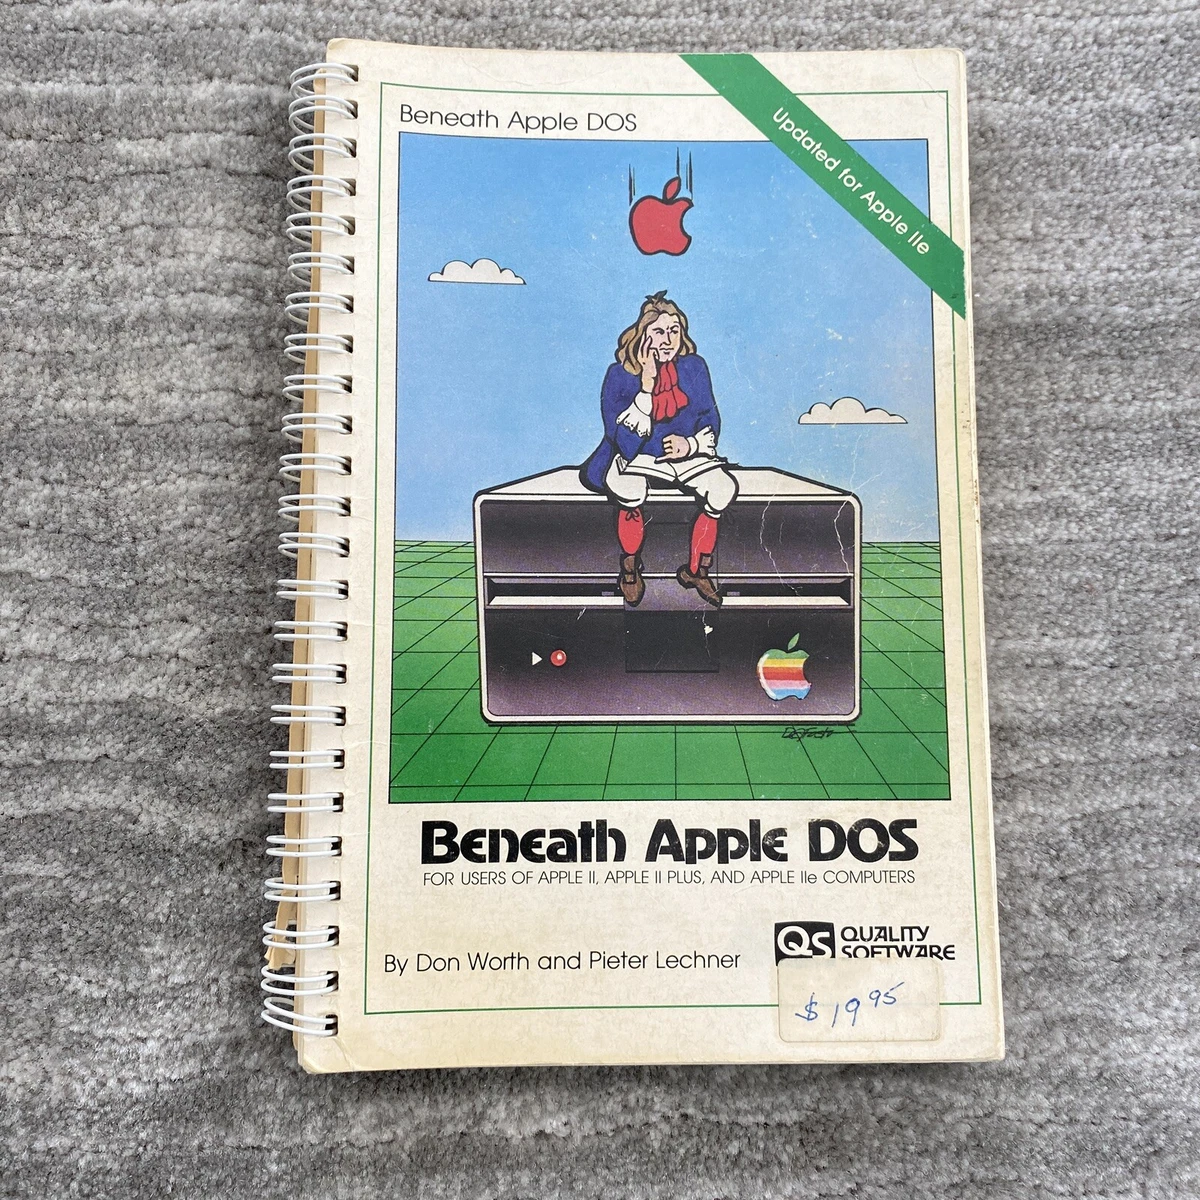 Beneath Apple DOS
Updated for Apple IIe
Beneath Apple DOS
FOR USERS OF APPLE II, APPLE II PLUS, AND APPLE IIe COMPUTERS
By Don Worth and Pieter Lechner
QS QUALITY
SOFTWARE
$19.95